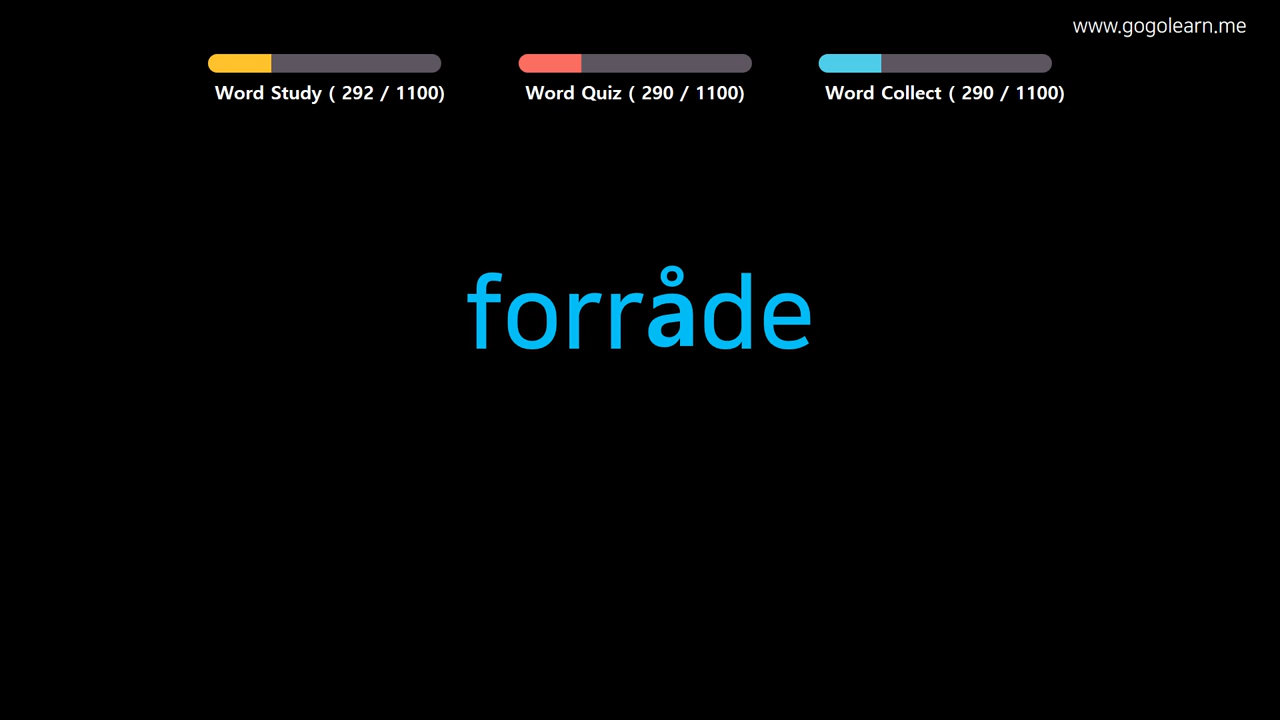 www.gogolearn.me
Word Study ( 292 / 1100)
Word Quiz ( 290 / 1100)
Word Collect ( 290 / 1100)
forråde